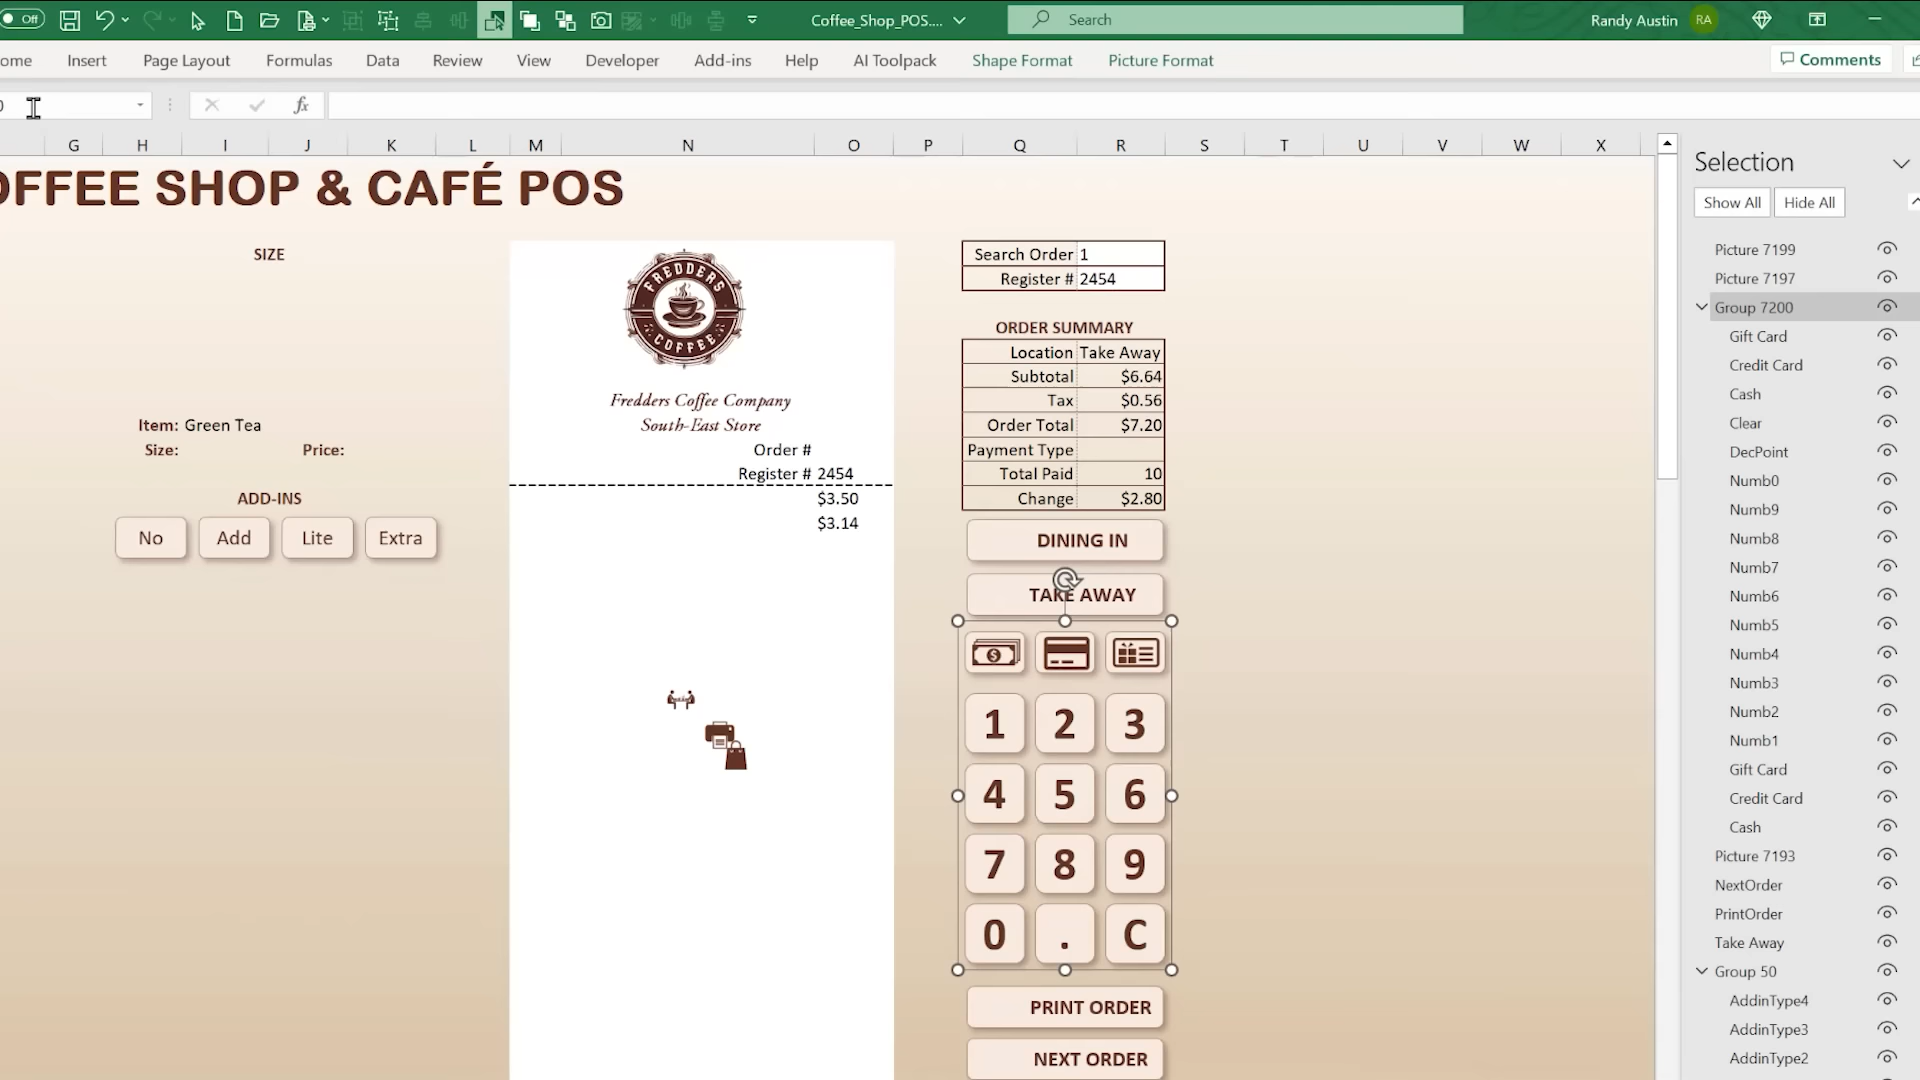 Off
Coffee_Shop_POS....
Search
Randy Austin
RA
ome
Insert
Page Layout
Formulas
Data
Review
View
Developer
Add-ins
Help
AI Toolpack
Shape Format
Picture Format
Comments
0
fx
G
H
I
J
K
L
M
N
O
P
Q
R
S
T
U
V
W
X
OFFEE SHOP & CAFÉ POS
SIZE
Item: Green Tea
Size:
Price:
ADD-INS
No
Add
Lite
Extra
FREDDERS
COFFEE
Fredders Coffee Company
South-East Store
Order #
Register # 2454
$3.50
$3.14
Search Order 1
Register # 2454
ORDER SUMMARY
Location Take Away
Subtotal $6.64
Tax $0.56
Order Total $7.20
Payment Type
Total Paid 10
Change $2.80
DINING IN
TAKE AWAY
1 2 3
4 5 6
7 8 9
0 . C
PRINT ORDER
NEXT ORDER
Selection
Show All
Hide All
Picture 7199
Picture 7197
Group 7200
Gift Card
Credit Card
Cash
Clear
DecPoint
Numb0
Numb9
Numb8
Numb7
Numb6
Numb5
Numb4
Numb3
Numb2
Numb1
Gift Card
Credit Card
Cash
Picture 7193
NextOrder
PrintOrder
Take Away
Group 50
AddinType4
AddinType3
AddinType2